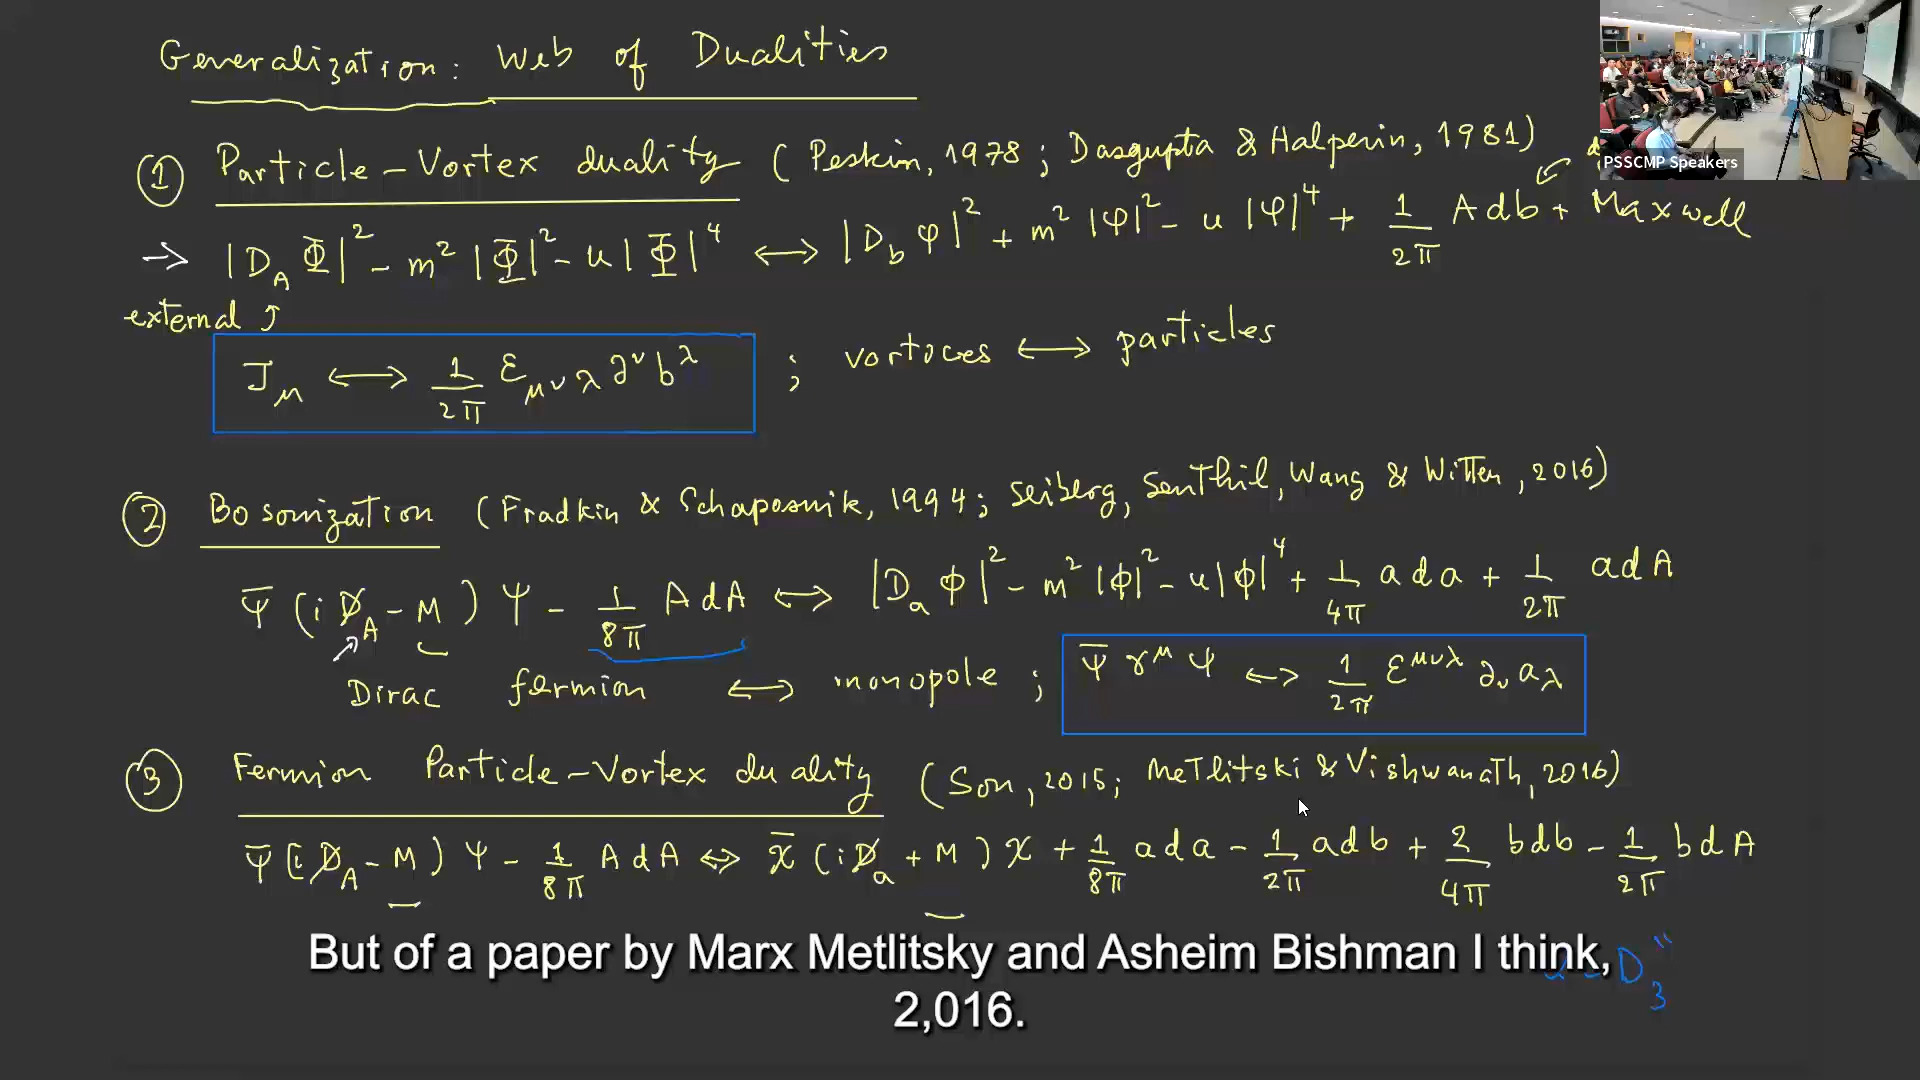 Generalization: Web of Dualities
① Particle-Vortex duality (Peskin, 1978; Dasgupta & Halperin, 1981)
PSSCMP Speakers
→ |D_A Φ|² - m² |Φ|² - u |Φ|⁴ ↔ |D_b φ|² + m² |φ|² - u |φ|⁴ + 1/2π Adb + Maxwell
external ↑
J_μ ↔ 1/2π ε_μνλ ∂^ν b^λ ; vortices ↔ particles
② Bosonization (Fradkin & Schaposnik, 1994; Seiberg, Senthil, Wang & Witten, 2016)
Ψ̄ (i D̸_A - M) Ψ - 1/8π AdA ↔ |D_a ϕ|² - m² |ϕ|² - u|ϕ|⁴ + 1/4π ada + 1/2π adA
Dirac fermion ↔ monopole ; Ψ̄ γ^μ Ψ ↔ 1/2π ε^μνλ ∂_ν a_λ
③ Fermion Particle-Vortex duality (Son, 2015; Metlitski & Vishwanath, 2016)
Ψ̄ [i D̸_A - M) Ψ - 1/8π AdA ↔ χ̄ (i D̸_a + M) χ + 1/8π ada - 1/2π adb + 2/4π bdb - 1/2π bdA
But of a paper by Marx Metlitsky and Asheim Bishman I think,
2,016.